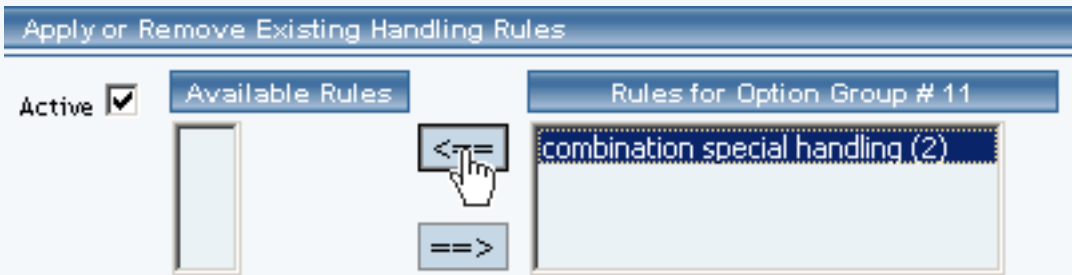 Apply or Remove Existing Handling Rules
Active
Available Rules
Rules for Option Group # 11
<==
combination special handling (2)
==>